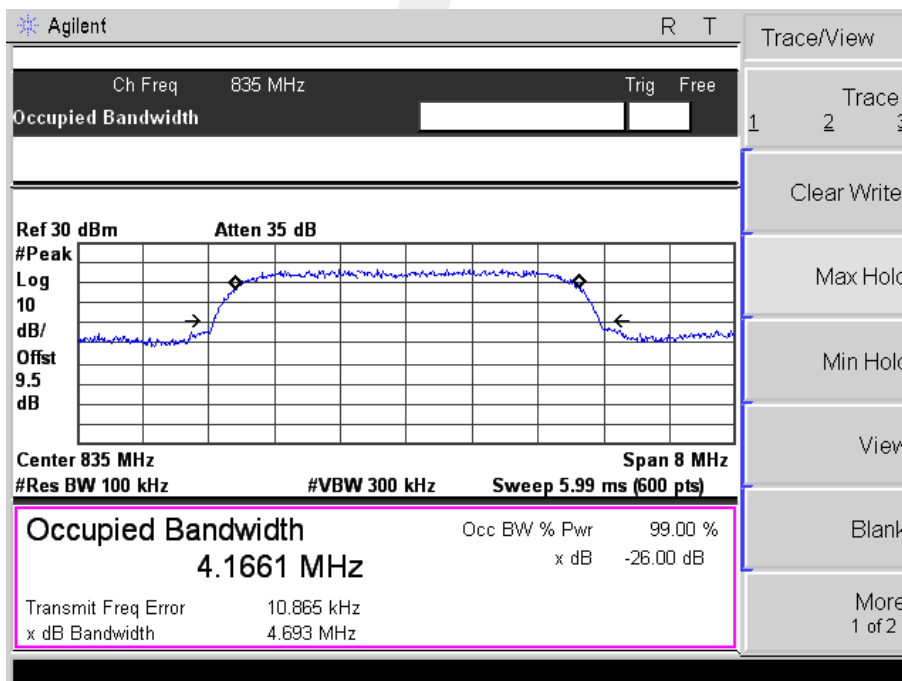 Agilent R T
Trace/View
Ch Freq 835 MHz Trig Free
Occupied Bandwidth
Trace
1 2 3
Clear Write
Max Hold
Min Hold
View
Blank
More
1 of 2
Ref 30 dBm Atten 35 dB
#Peak
Log
10
dB/
Offst
9.5
dB
Center 835 MHz Span 8 MHz
#Res BW 100 kHz #VBW 300 kHz Sweep 5.99 ms (600 pts)
Occupied Bandwidth
4.1661 MHz
Occ BW % Pwr 99.00 %
x dB -26.00 dB
Transmit Freq Error 10.865 kHz
x dB Bandwidth 4.693 MHz